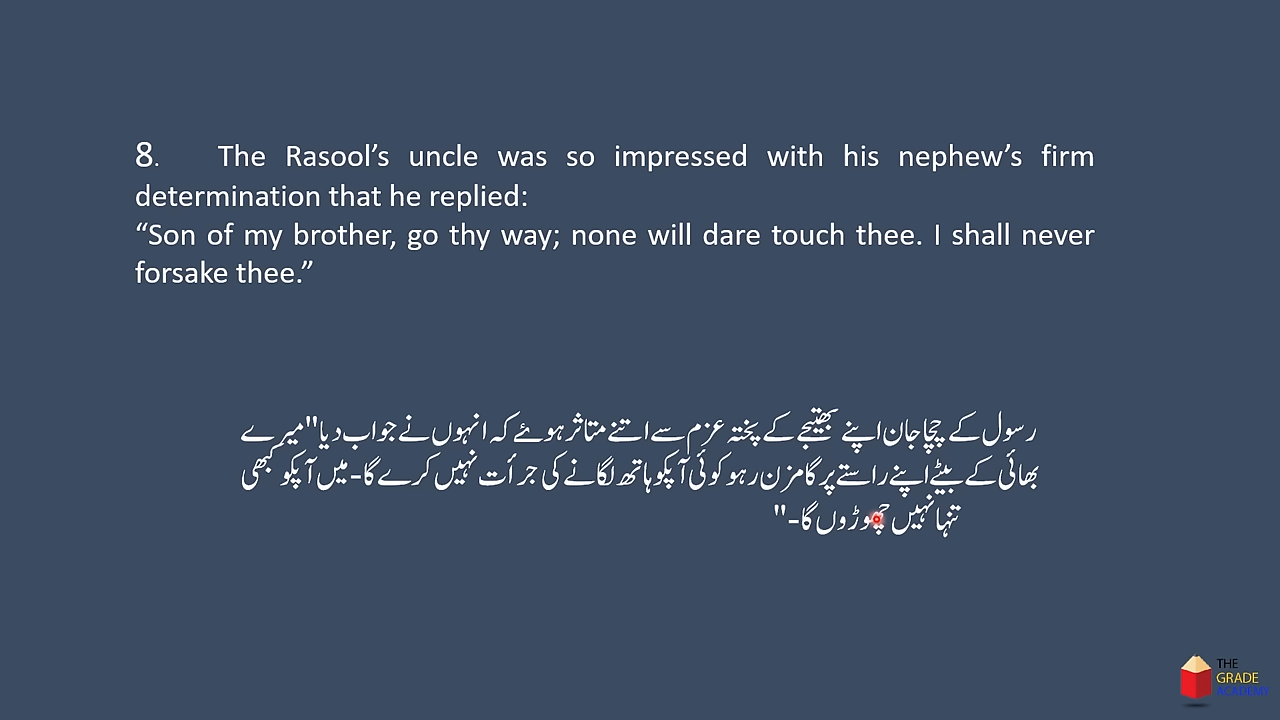 8. The Rasool’s uncle was so impressed with his nephew’s firm
determination that he replied:
“Son of my brother, go thy way; none will dare touch thee. I shall never
forsake thee.”
رسول کے چچا جان اپنے بھتیجے کے پختہ عزم سے اتنے متاثر ہوئے کہ انہوں نے جواب دیا"میرے
بھائی کے بیٹے اپنے راستے پر گامزن رہو کوئی آپکو ہاتھ لگانے کی جرأت نہیں کرے گا- میں آپکو کبھی
تنہا نہیں چھوڑوں گا-"
THE
GRADE
ACADEMY